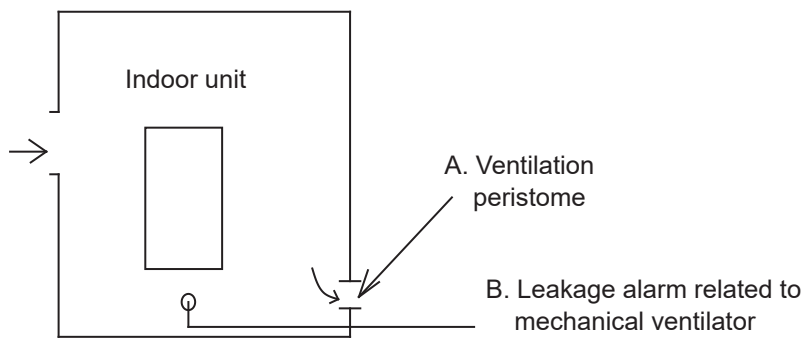 Indoor unit
A. Ventilation
peristome
B. Leakage alarm related to
mechanical ventilator